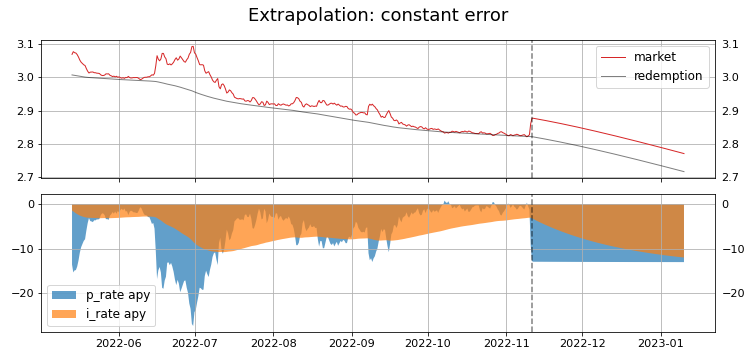 Extrapolation: constant error
3.1
3.0
2.9
2.8
2.7
3.1
3.0
2.9
2.8
2.7
market
redemption
0
−10
−20
0
−10
−20
p_rate apy
i_rate apy
2022-06 2022-07 2022-08 2022-09 2022-10 2022-11 2022-12 2023-01